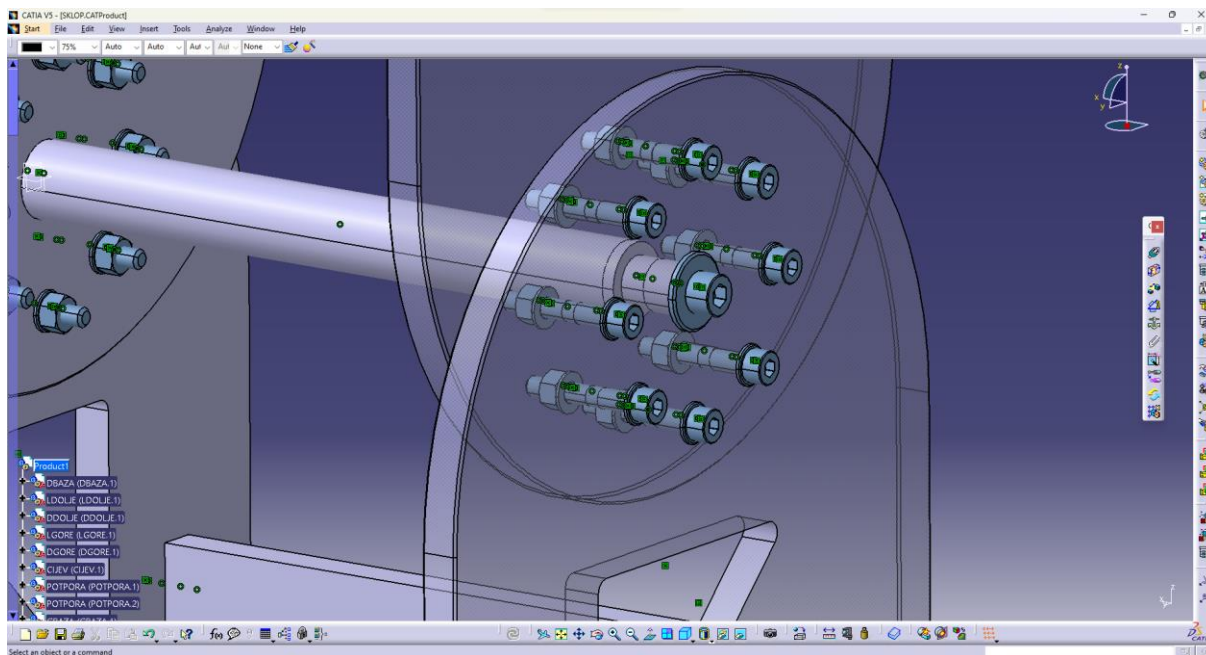 CATIA V5 - [SKLOP.CATProduct]
Start File Edit View Insert Tools Analyze Window Help
75% Auto Auto Aut Aut None
z
x
y
Product1
DBAZA (DBAZA.1)
LDOLJE (LDOLJE.1)
DDOLJE (DDOLJE.1)
LGORE (LGORE.1)
DGORE (DGORE.1)
CIJEV (CIJEV.1)
POTPORA (POTPORA.1)
POTPORA (POTPORA.2)
f(x)
Select an object or a command